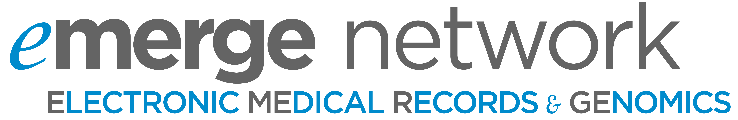 emerge network
ELECTRONIC MEDICAL RECORDS & GENOMICS